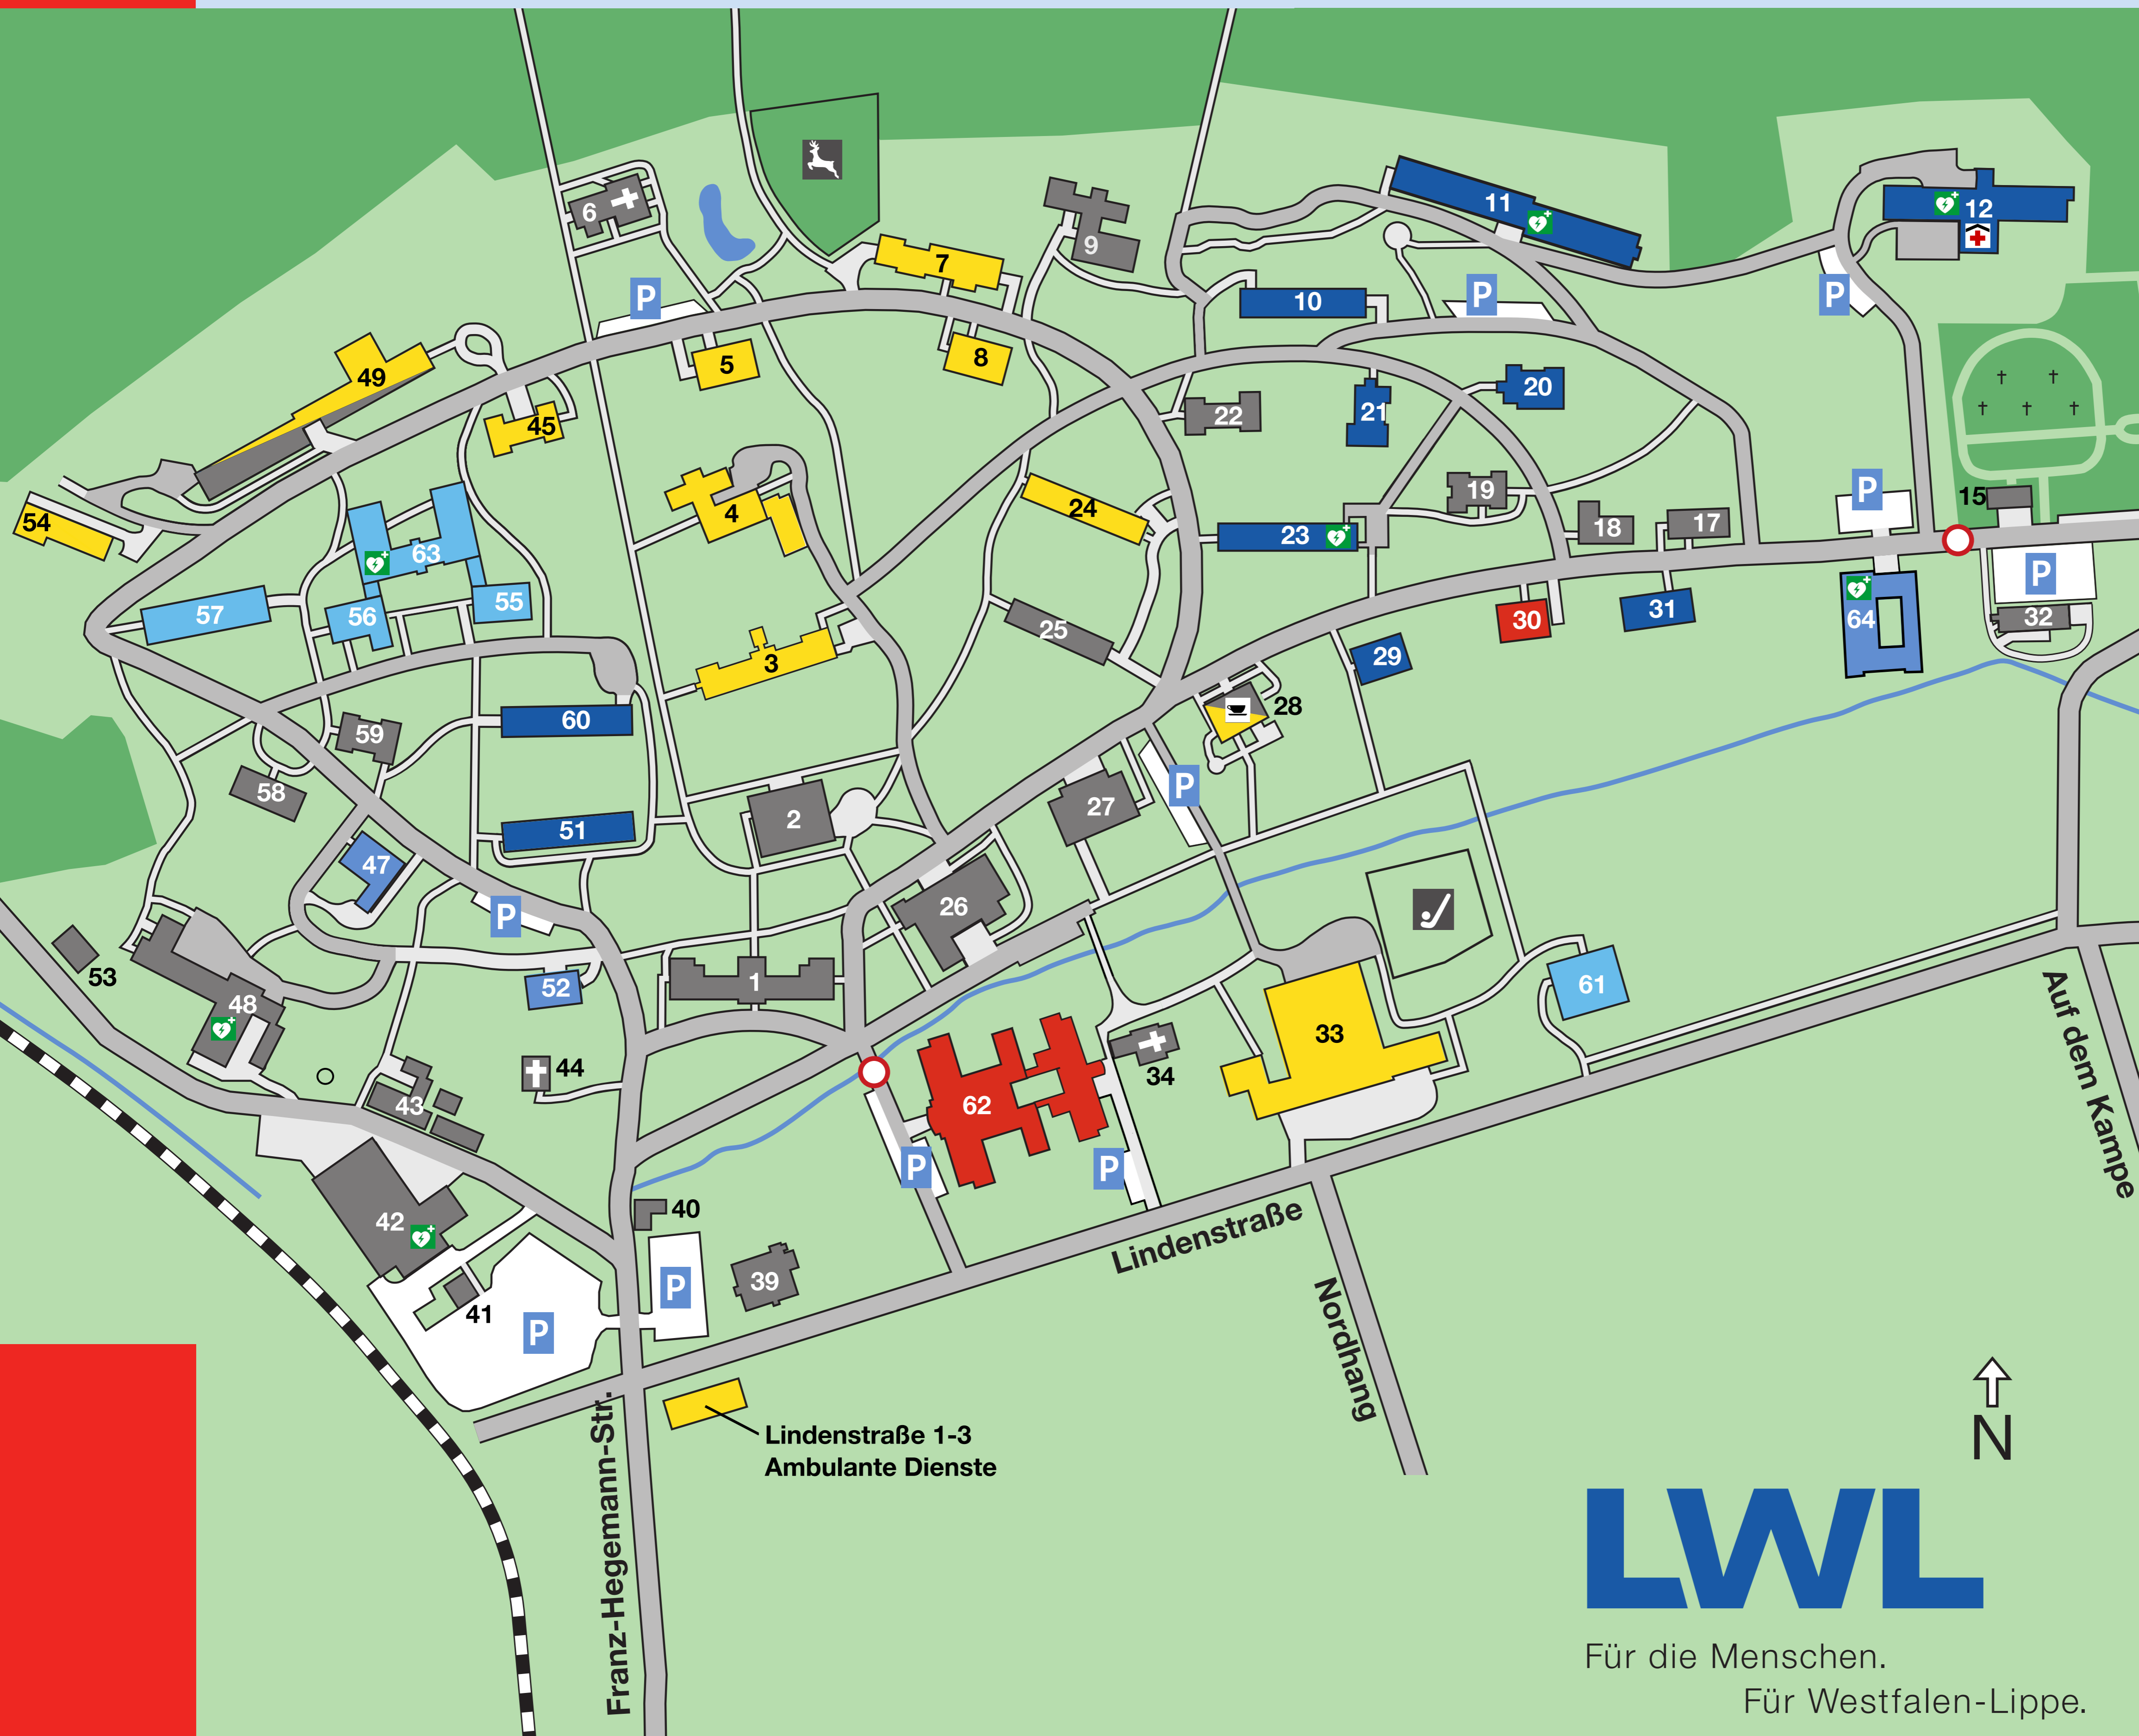 6
9
11
12
7
P
10
P
P
8
5
49
20
21
22
45
P
19
15
24
4
54
23
18
17
63
P
55
57
56
30
31
64
32
25
3
29
28
60
59
P
58
2
27
51
47
26
P
53
1
52
61
48
33
44
34
62
43
P
P
40
42
Lindenstraße
Auf dem Kampe
39
P
41
P
Nordhang
Franz-Hegemann-Str.
Lindenstraße 1-3
Ambulante Dienste
N
LWL
Für die Menschen.
Für Westfalen-Lippe.